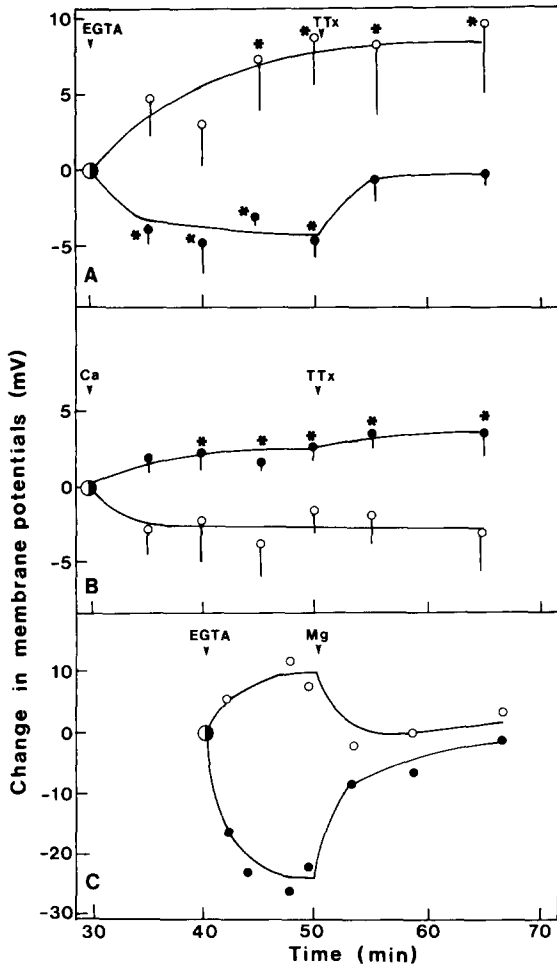 Change in membrane potentials (mV)
EGTA TTx
10
5
0
-5
A
* * * *
* * * *
Ca TTx
5
0
-5
B
* * * * *
EGTA Mg
10
0
-10
-20
-30
C
30 40 50 60 70
Time (min)